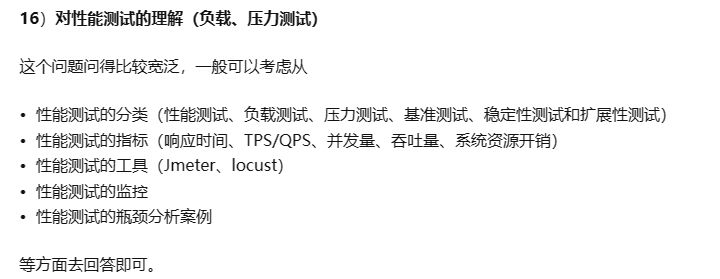 16）对性能测试的理解（负载、压力测试）
这个问题问得比较宽泛，一般可以考虑从
• 性能测试的分类（性能测试、负载测试、压力测试、基准测试、稳定性测试和扩展性测试）
• 性能测试的指标（响应时间、TPS/QPS、并发量、吞吐量、系统资源开销）
• 性能测试的工具（Jmeter、locust）
• 性能测试的监控
• 性能测试的瓶颈分析案例
等方面去回答即可。